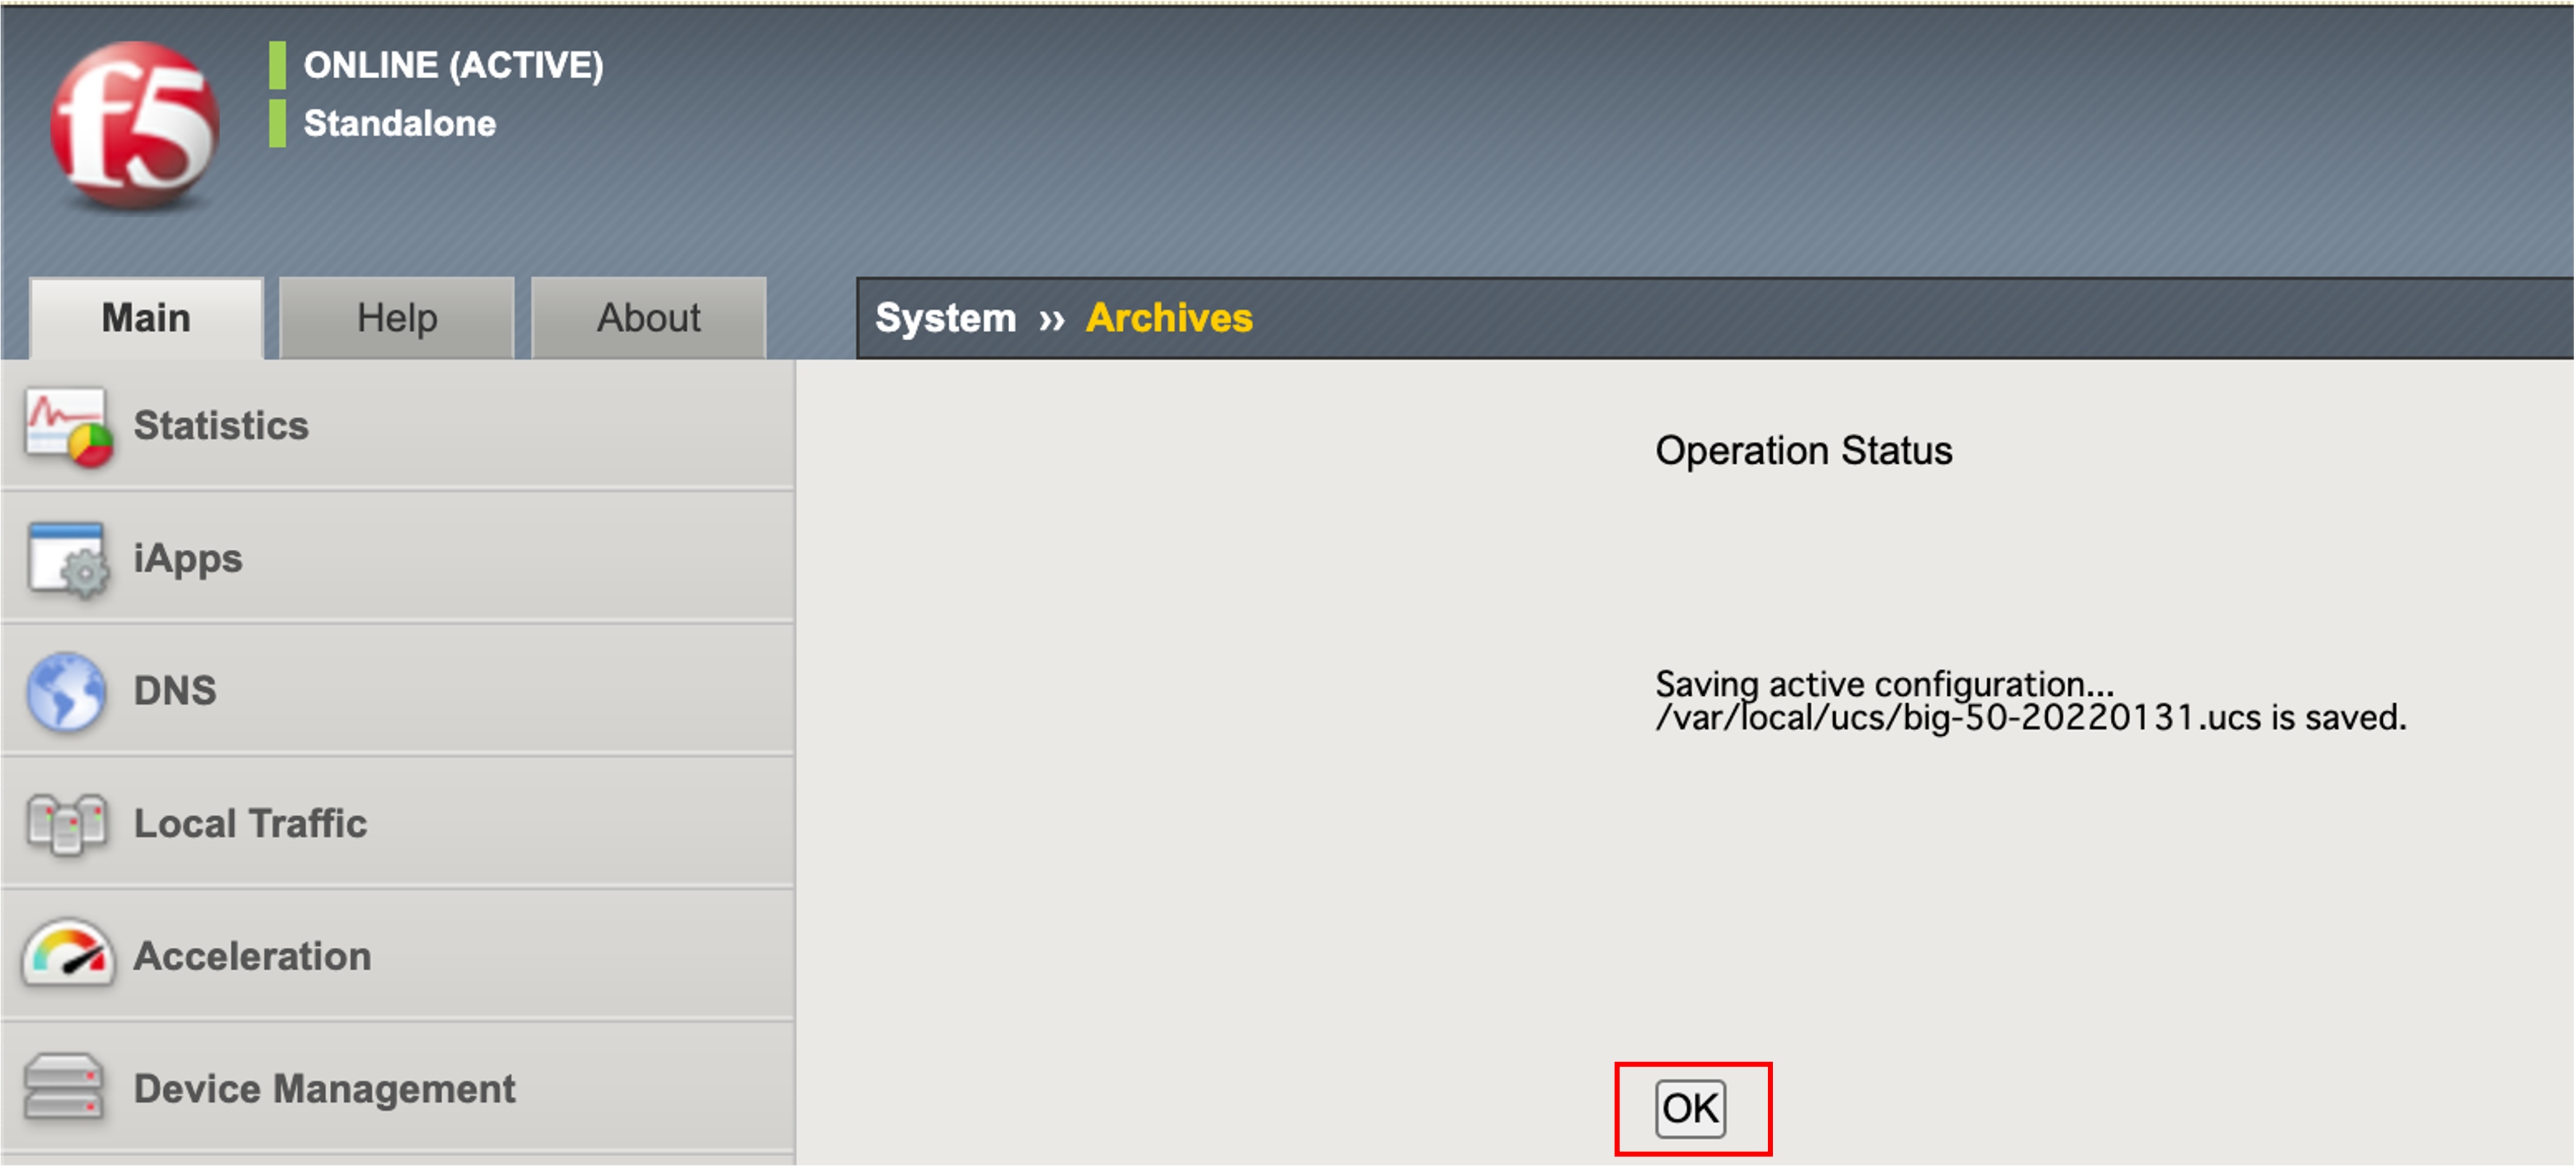 f5
ONLINE (ACTIVE)
Standalone
Main
Help
About
System ›› Archives
Statistics
iApps
DNS
Local Traffic
Acceleration
Device Management
Operation Status
Saving active configuration...
/var/local/ucs/big-50-20220131.ucs is saved.
OK